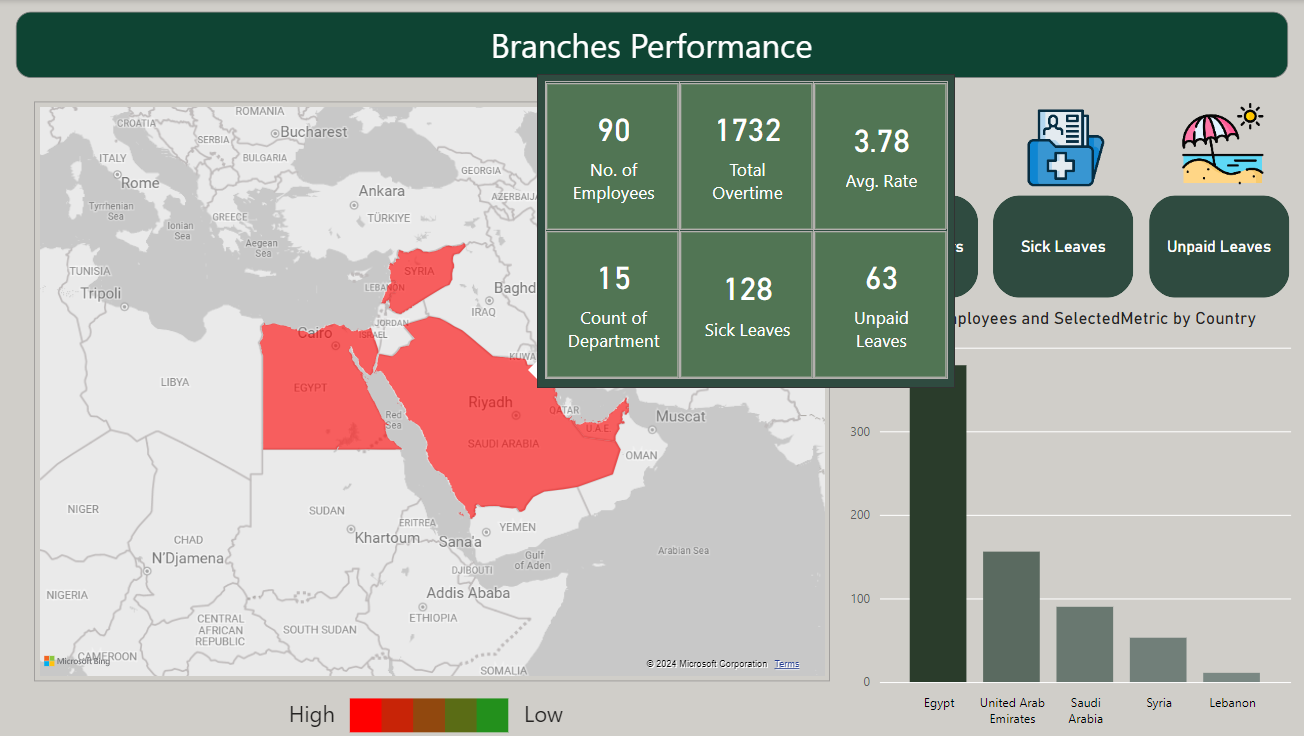 Branches Performance
90
No. of
Employees
1732
Total
Overtime
3.78
Avg. Rate
15
Count of
Department
128
Sick Leaves
63
Unpaid
Leaves
Sick Leaves
Unpaid Leaves
Employees and SelectedMetric by Country
300
200
100
0
Egypt
United Arab
Emirates
Saudi
Arabia
Syria
Lebanon
ROMANIA
CROATIA
Bucharest
SERBIA
ITALY
BULGARIA
Rome
GEORGIA
Ankara
AZERBAIJ
Tyrrhenian
Sea
GREECE
TÜRKIYE
Ionian
Sea
Aegean
Sea
TUNISIA
SYRIA
Tripoli
LEBANON
Baghd
IRAQ
JORDAN
Cairo
ISRAEL
KUWA
LIBYA
EGYPT
Riyadh
QATAR
Muscat
Red
Sea
U.A.E.
SAUDI ARABIA
OMAN
NIGER
SUDAN
ERITREA
YEMEN
CHAD
Khartoum
Sana'a
N'Djamena
Gulf
of Aden
Arabian Sea
DJIBOUTI
NIGERIA
Addis Ababa
ETHIOPIA
CENTRAL
AFRICAN
REPUBLIC
SOUTH SUDAN
CAMEROON
SOMALIA
Microsoft Bing
© 2024 Microsoft Corporation Terms
High
Low